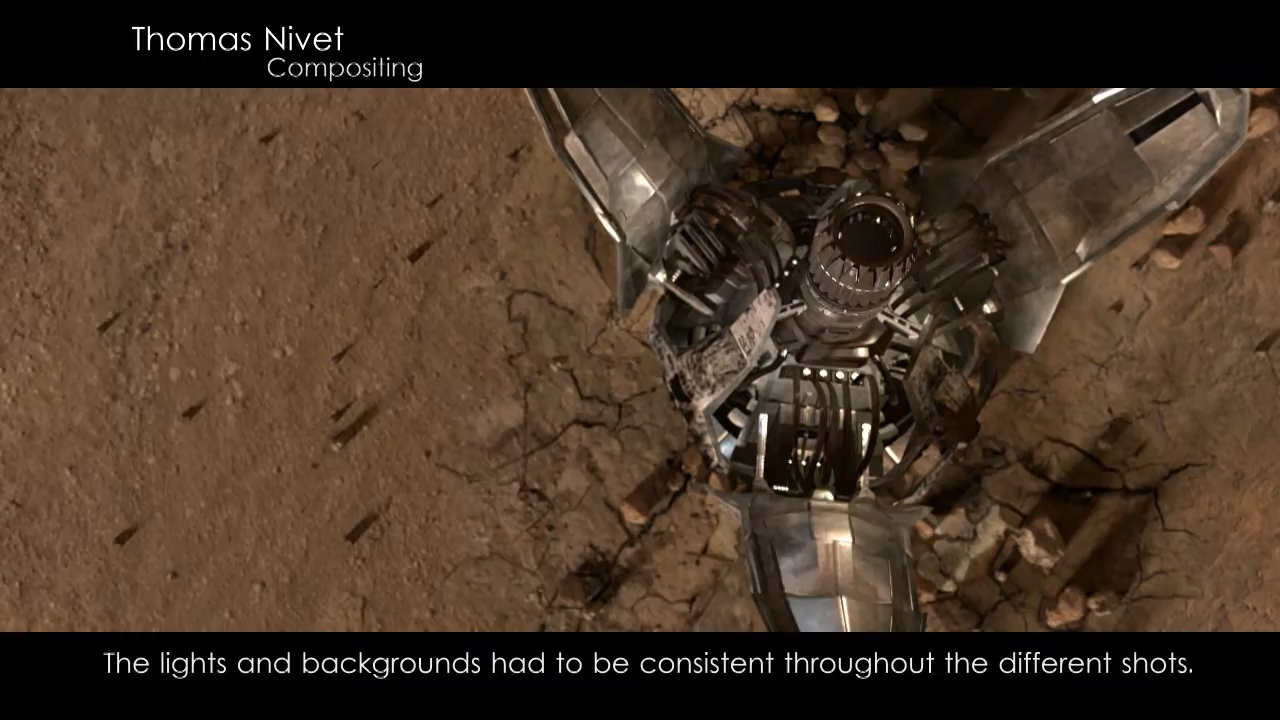 Thomas Nivet
Compositing
The lights and backgrounds had to be consistent throughout the different shots.